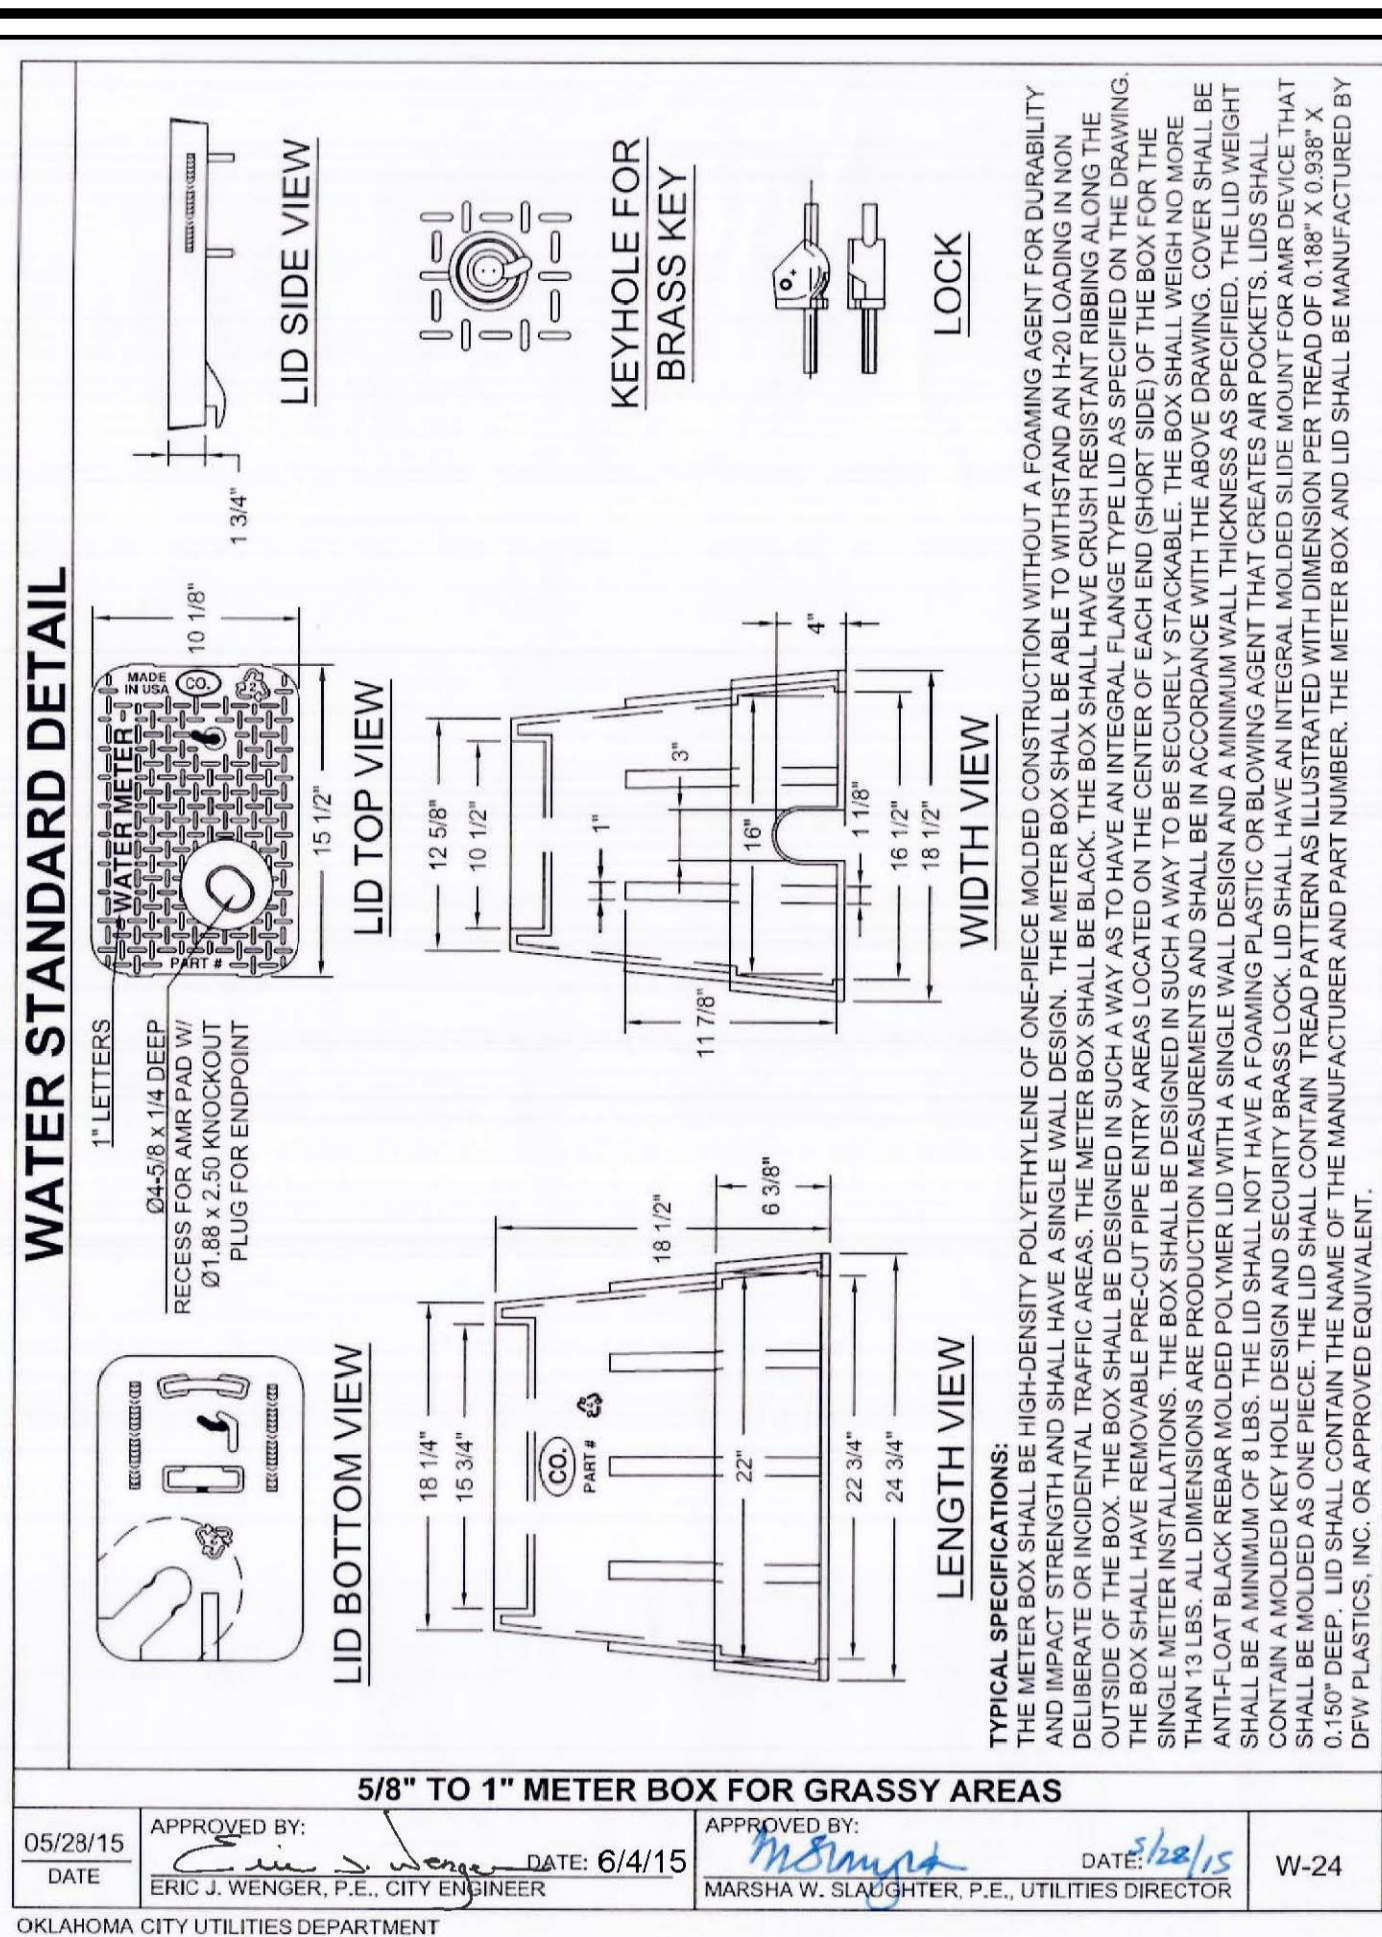 WATER STANDARD DETAIL
1" LETTERS
Ø4-5/8 x 1/4 DEEP
RECESS FOR AMR PAD W/
Ø1.88 x 2.50 KNOCKOUT
PLUG FOR ENDPOINT
WATER METER
MADE
IN USA
CO.
2
PART #
10 1/8"
15 1/2"
1 3/4"
LID BOTTOM VIEW
LID TOP VIEW
LID SIDE VIEW
18 1/4"
15 3/4"
CO.
PART #
18 1/2"
6 3/8"
22"
22 3/4"
24 3/4"
LENGTH VIEW
12 5/8"
10 1/2"
1"
3"
11 7/8"
16"
4"
1 1/8"
16 1/2"
18 1/2"
WIDTH VIEW
KEYHOLE FOR
BRASS KEY
LOCK
TYPICAL SPECIFICATIONS:
THE METER BOX SHALL BE HIGH-DENSITY POLYETHYLENE OF ONE-PIECE MOLDED CONSTRUCTION WITHOUT A FOAMING AGENT FOR DURABILITY
AND IMPACT STRENGTH AND SHALL HAVE A SINGLE WALL DESIGN. THE METER BOX SHALL BE ABLE TO WITHSTAND AN H-20 LOADING IN NON
DELIBERATE OR INCIDENTAL TRAFFIC AREAS. THE METER BOX SHALL BE BLACK. THE BOX SHALL HAVE CRUSH RESISTANT RIBBING ALONG THE
OUTSIDE OF THE BOX. THE BOX SHALL BE DESIGNED IN SUCH A WAY AS TO HAVE AN INTEGRAL FLANGE TYPE LID AS SPECIFIED ON THE DRAWING.
THE BOX SHALL HAVE REMOVABLE PRE-CUT PIPE ENTRY AREAS LOCATED ON THE CENTER OF EACH END (SHORT SIDE) OF THE BOX FOR THE
SINGLE METER INSTALLATIONS. THE BOX SHALL BE DESIGNED IN SUCH A WAY TO BE SECURELY STACKABLE. THE BOX SHALL WEIGH NO MORE
THAN 13 LBS. ALL DIMENSIONS ARE PRODUCTION MEASUREMENTS AND SHALL BE IN ACCORDANCE WITH THE ABOVE DRAWING. COVER SHALL BE
ANTI-FLOAT BLACK REBAR MOLDED POLYMER LID WITH A SINGLE WALL DESIGN AND A MINIMUM WALL THICKNESS AS SPECIFIED. THE LID WEIGHT
SHALL BE A MINIMUM OF 8 LBS. THE LID SHALL NOT HAVE A FOAMING PLASTIC OR BLOWING AGENT THAT CREATES AIR POCKETS. LIDS SHALL
CONTAIN A MOLDED KEY HOLE DESIGN AND SECURITY BRASS LOCK. LID SHALL HAVE AN INTEGRAL MOLDED SLIDE MOUNT FOR AMR DEVICE THAT
SHALL BE MOLDED AS ONE PIECE. THE LID SHALL CONTAIN TREAD PATTERN AS ILLUSTRATED WITH DIMENSION PER TREAD OF 0.188" X 0.938" X
0.150" DEEP. LID SHALL CONTAIN THE NAME OF THE MANUFACTURER AND PART NUMBER. THE METER BOX AND LID SHALL BE MANUFACTURED BY
DFW PLASTICS, INC. OR APPROVED EQUIVALENT.
5/8" TO 1" METER BOX FOR GRASSY AREAS
05/28/15
DATE
APPROVED BY:
Eric J. Wenger DATE: 6/4/15
ERIC J. WENGER, P.E., CITY ENGINEER
APPROVED BY:
DATE: 5/28/15
MARSHA W. SLAUGHTER, P.E., UTILITIES DIRECTOR
W-24
OKLAHOMA CITY UTILITIES DEPARTMENT